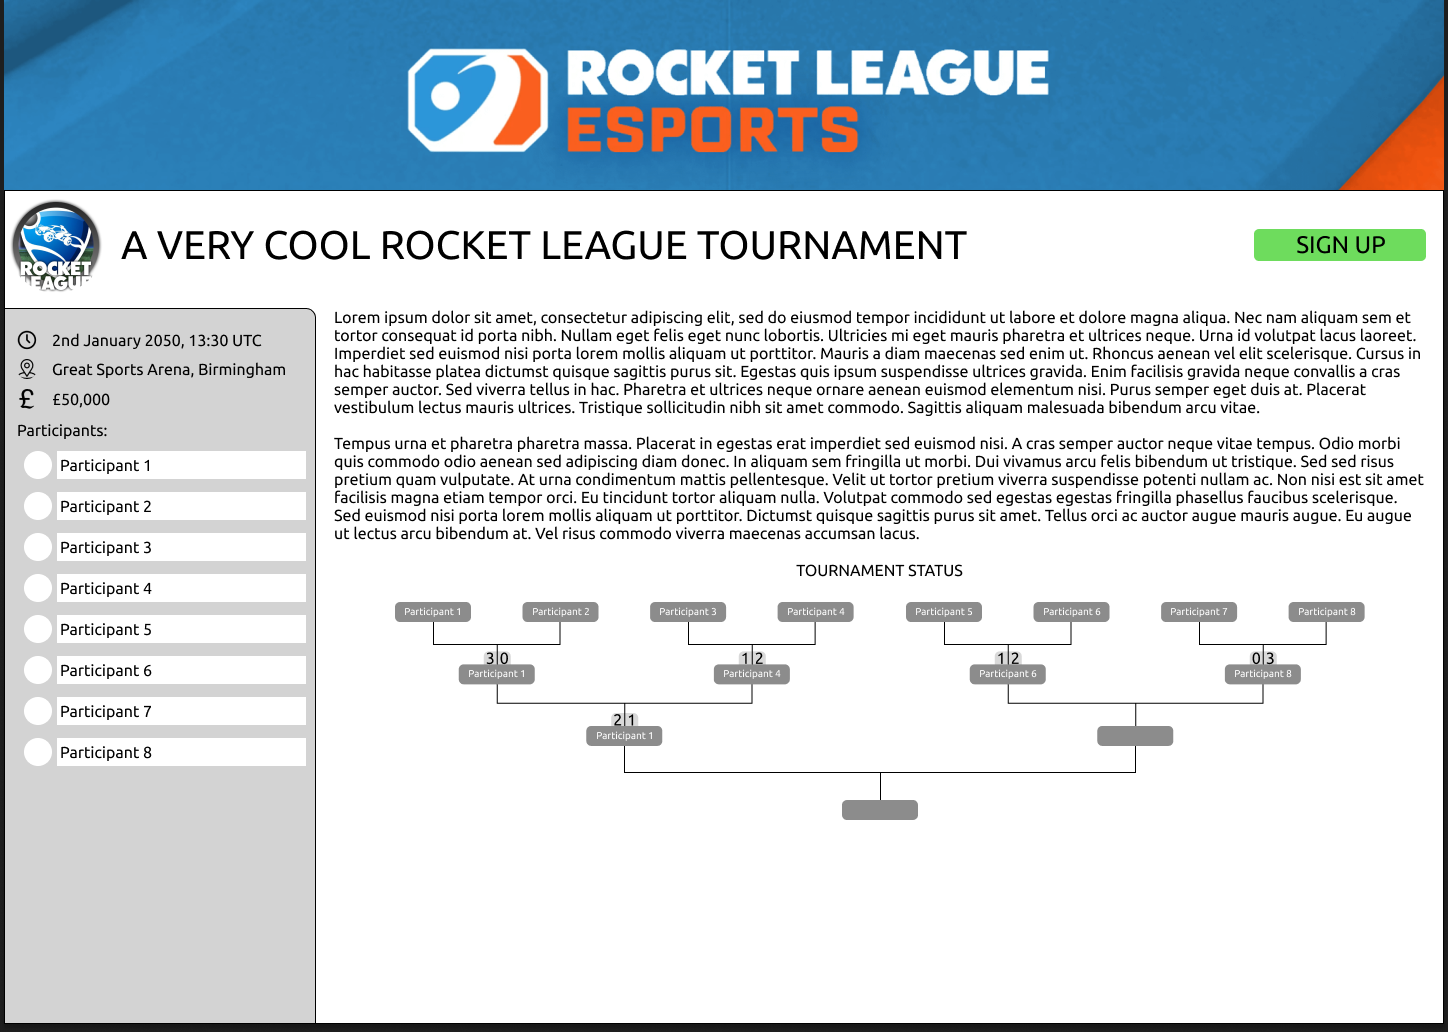 ROCKET LEAGUE
ESPORTS
ROCKET
LEAGUE
A VERY COOL ROCKET LEAGUE TOURNAMENT
SIGN UP
2nd January 2050, 13:30 UTC
Great Sports Arena, Birmingham
£ £50,000
Participants:
Participant 1
Participant 2
Participant 3
Participant 4
Participant 5
Participant 6
Participant 7
Participant 8
Lorem ipsum dolor sit amet, consectetur adipiscing elit, sed do eiusmod tempor incididunt ut labore et dolore magna aliqua. Nec nam aliquam sem et
tortor consequat id porta nibh. Nullam eget felis eget nunc lobortis. Ultricies mi eget mauris pharetra et ultrices neque. Urna id volutpat lacus laoreet.
Imperdiet sed euismod nisi porta lorem mollis aliquam ut porttitor. Mauris a diam maecenas sed enim ut. Rhoncus aenean vel elit scelerisque. Cursus in
hac habitasse platea dictumst quisque sagittis purus sit. Egestas quis ipsum suspendisse ultrices gravida. Enim facilisis gravida neque convallis a cras
semper auctor. Sed viverra tellus in hac. Pharetra et ultrices neque ornare aenean euismod elementum nisi. Purus semper eget duis at. Placerat
vestibulum lectus mauris ultrices. Tristique sollicitudin nibh sit amet commodo. Sagittis aliquam malesuada bibendum arcu vitae.
Tempus urna et pharetra pharetra massa. Placerat in egestas erat imperdiet sed euismod nisi. A cras semper auctor neque vitae tempus. Odio morbi
quis commodo odio aenean sed adipiscing diam donec. In aliquam sem fringilla ut morbi. Dui vivamus arcu felis bibendum ut tristique. Sed sed risus
pretium quam vulputate. At urna condimentum mattis pellentesque. Velit ut tortor pretium viverra suspendisse potenti nullam ac. Non nisi est sit amet
facilisis magna etiam tempor orci. Eu tincidunt tortor aliquam nulla. Volutpat commodo sed egestas egestas fringilla phasellus faucibus scelerisque.
Sed euismod nisi porta lorem mollis aliquam ut porttitor. Dictumst quisque sagittis purus sit amet. Tellus orci ac auctor augue mauris augue. Eu augue
ut lectus arcu bibendum at. Vel risus commodo viverra maecenas accumsan lacus.
TOURNAMENT STATUS
Participant 1 Participant 2 Participant 3 Participant 4 Participant 5 Participant 6 Participant 7 Participant 8
3 0 1 2 1 2 0 3
Participant 1 Participant 4 Participant 6 Participant 8
2 1
Participant 1